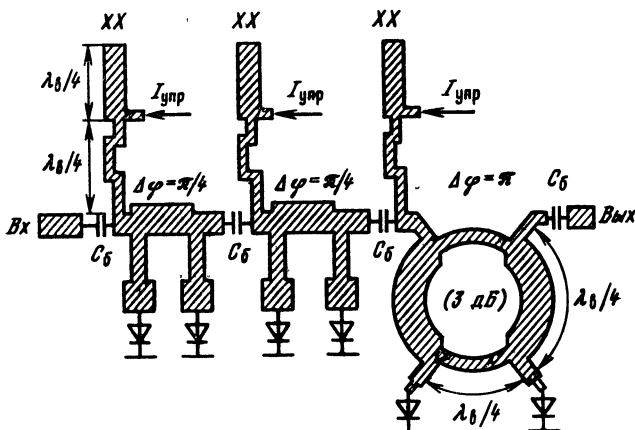 XX XX XX
λв/4 Iупр Iупр Iупр
λв/4 Δφ=π/4 Δφ=π/4 Δφ=π
Вх Cб Cб Cб Cб Вых
(3 дБ) λв/4
λв/4